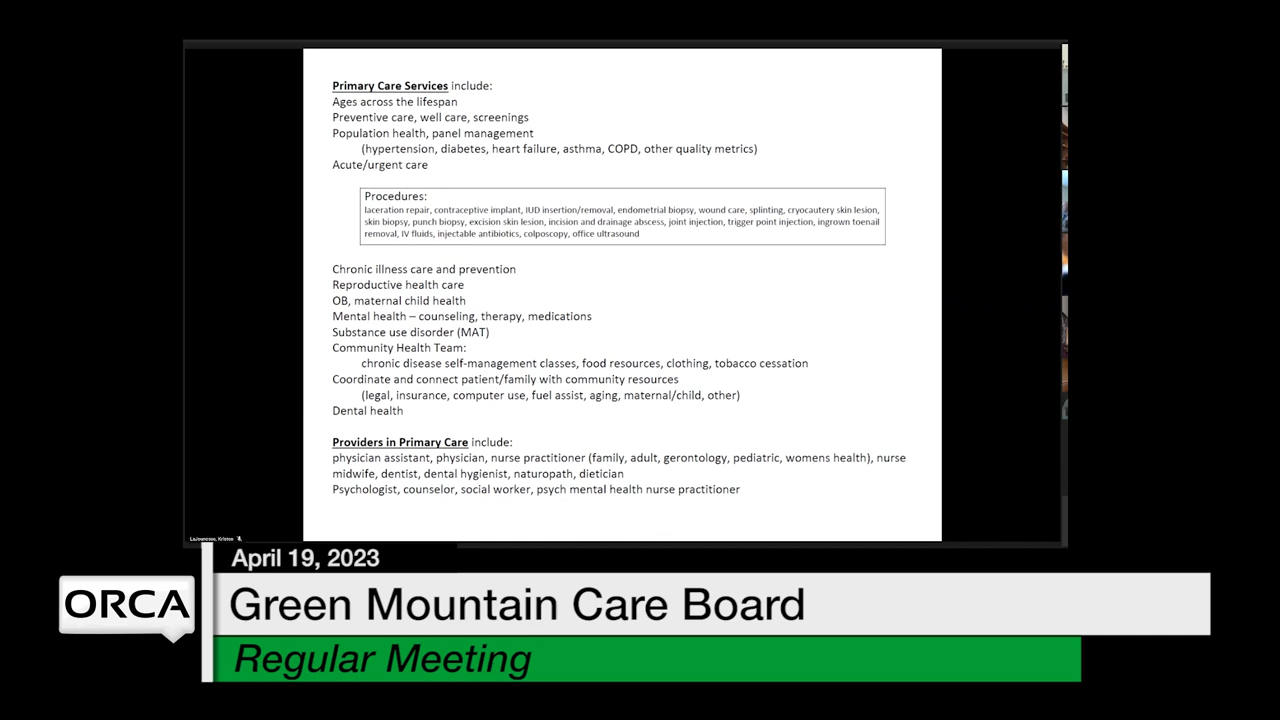 Primary Care Services include:
Ages across the lifespan
Preventive care, well care, screenings
Population health, panel management
(hypertension, diabetes, heart failure, asthma, COPD, other quality metrics)
Acute/urgent care
Procedures:
laceration repair, contraceptive implant, IUD insertion/removal, endometrial biopsy, wound care, splinting, cryocautery skin lesion,
skin biopsy, punch biopsy, excision skin lesion, incision and drainage abscess, joint injection, trigger point injection, ingrown toenail
removal, IV fluids, injectable antibiotics, colposcopy, office ultrasound
Chronic illness care and prevention
Reproductive health care
OB, maternal child health
Mental health – counseling, therapy, medications
Substance use disorder (MAT)
Community Health Team:
chronic disease self-management classes, food resources, clothing, tobacco cessation
Coordinate and connect patient/family with community resources
(legal, insurance, computer use, fuel assist, aging, maternal/child, other)
Dental health
Providers in Primary Care include:
physician assistant, physician, nurse practitioner (family, adult, gerontology, pediatric, womens health), nurse
midwife, dentist, dental hygienist, naturopath, dietician
Psychologist, counselor, social worker, psych mental health nurse practitioner
April 19, 2023
ORCA
Green Mountain Care Board
Regular Meeting